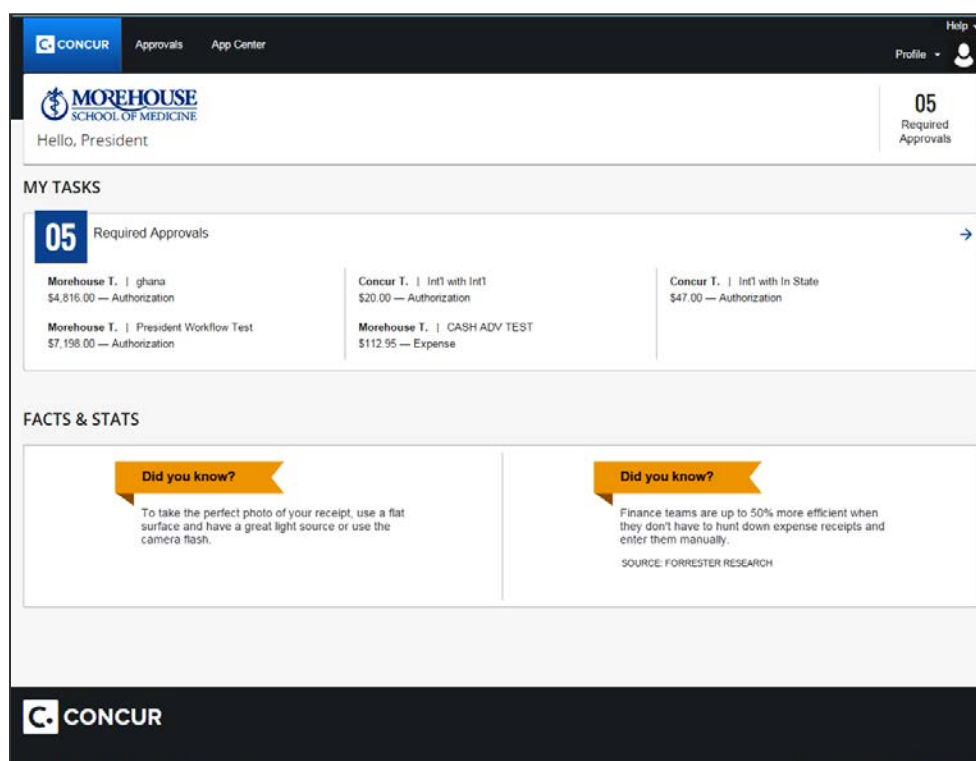 Help
C. CONCUR
Approvals
App Center
Profile
MOREHOUSE
SCHOOL OF MEDICINE
Hello, President
05
Required
Approvals
MY TASKS
05
Required Approvals
Morehouse T. | ghana
$4,816.00 — Authorization
Concur T. | Int'l with Int'l
$20.00 — Authorization
Concur T. | Int'l with In State
$47.00 — Authorization
Morehouse T. | President Workflow Test
$7,198.00 — Authorization
Morehouse T. | CASH ADV TEST
$112.95 — Expense
FACTS & STATS
Did you know?
To take the perfect photo of your receipt, use a flat
surface and have a great light source or use the
camera flash.
Did you know?
Finance teams are up to 50% more efficient when
they don't have to hunt down expense receipts and
enter them manually.
SOURCE: FORRESTER RESEARCH
C. CONCUR